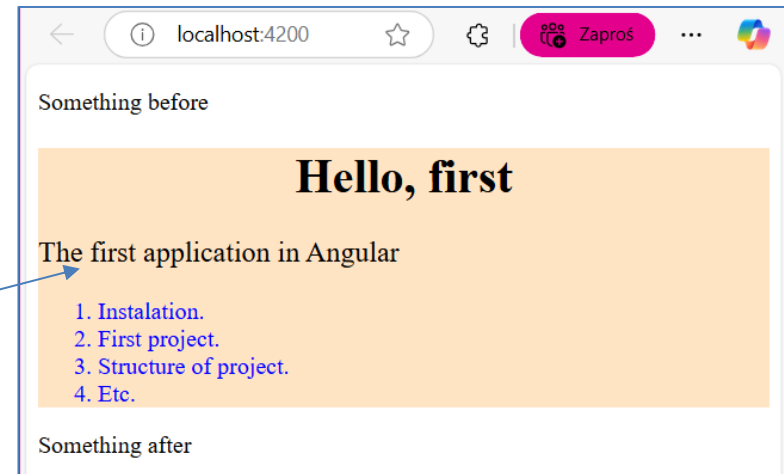 localhost:4200
Zaproś
Something before
Hello, first
The first application in Angular
1. Instalation.
2. First project.
3. Structure of project.
4. Etc.
Something after